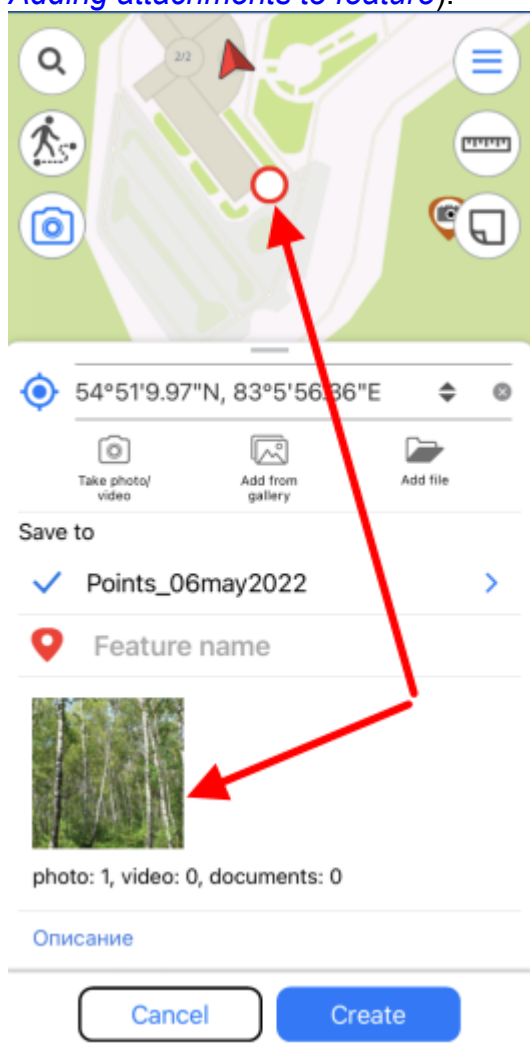 Adding attachments to feature).
2/2
54°51'9.97"N, 83°5'56.36"E
Take photo/
video
Add from
gallery
Add file
Save to
Points_06may2022
Feature name
photo: 1, video: 0, documents: 0
Описание
Cancel
Create